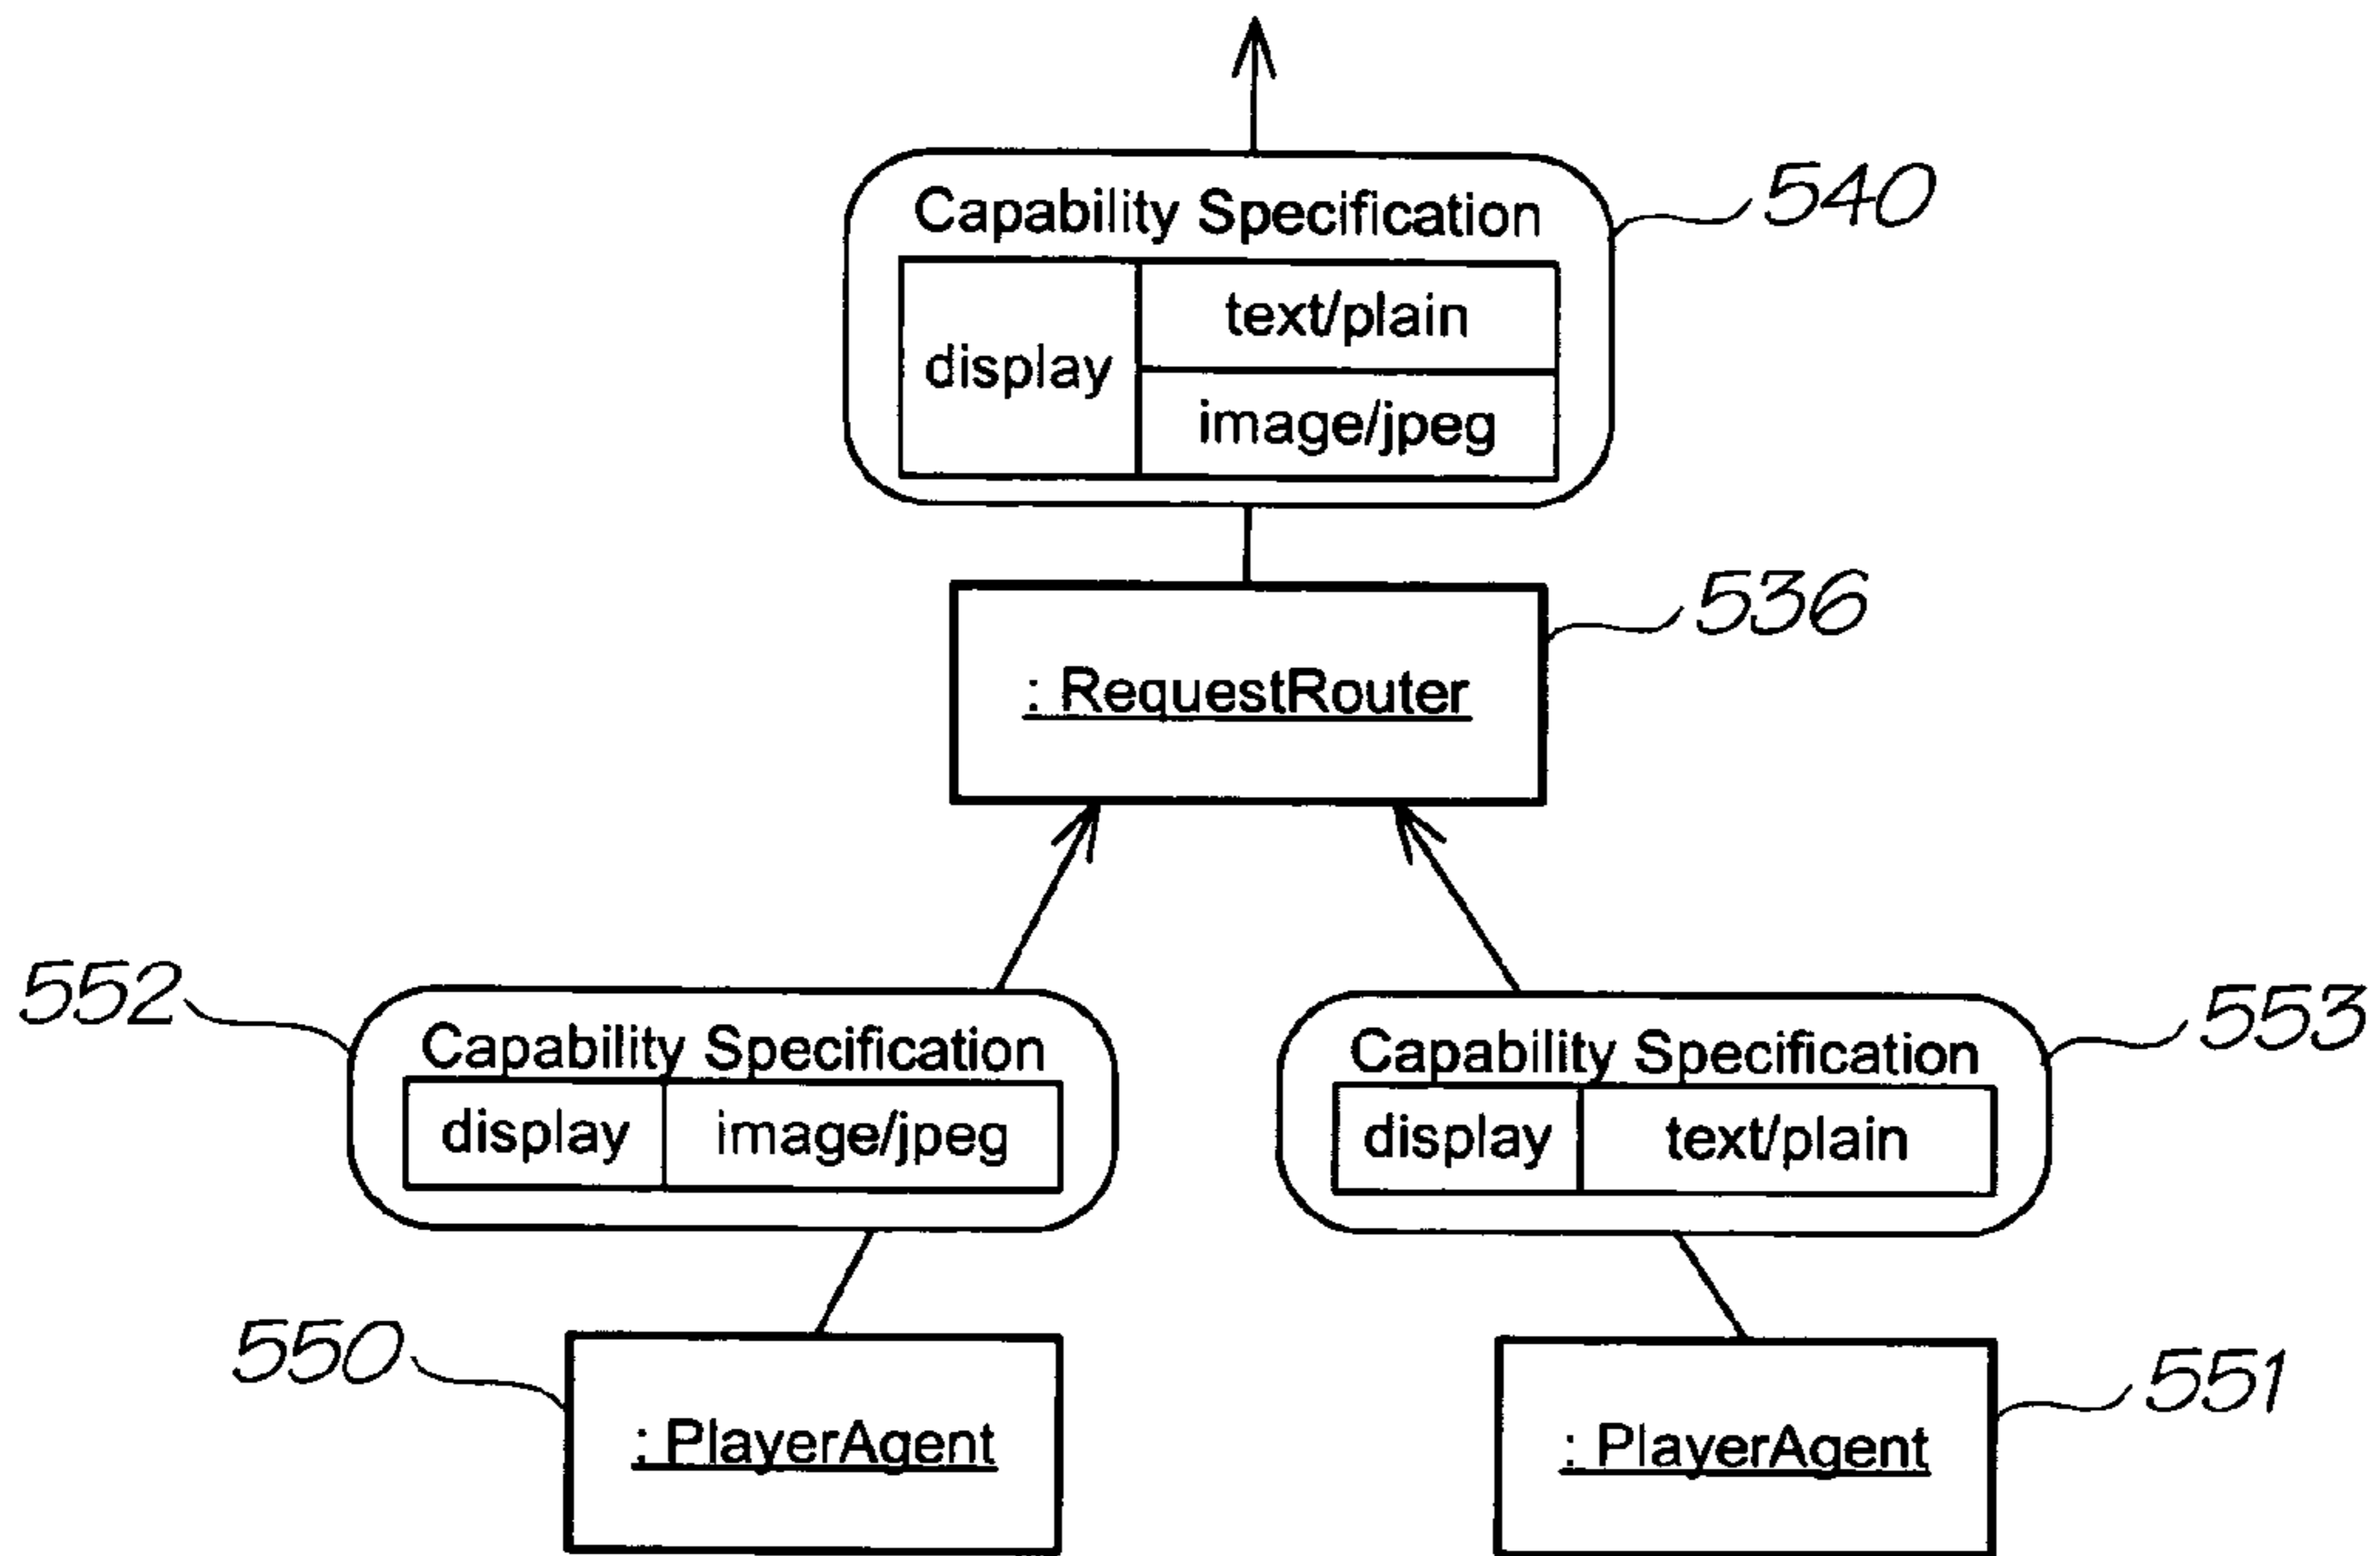 Capability Specification
540
display
text/plain
image/jpeg
536
: RequestRouter
552
Capability Specification
display image/jpeg
553
Capability Specification
display text/plain
550
: PlayerAgent
551
: PlayerAgent